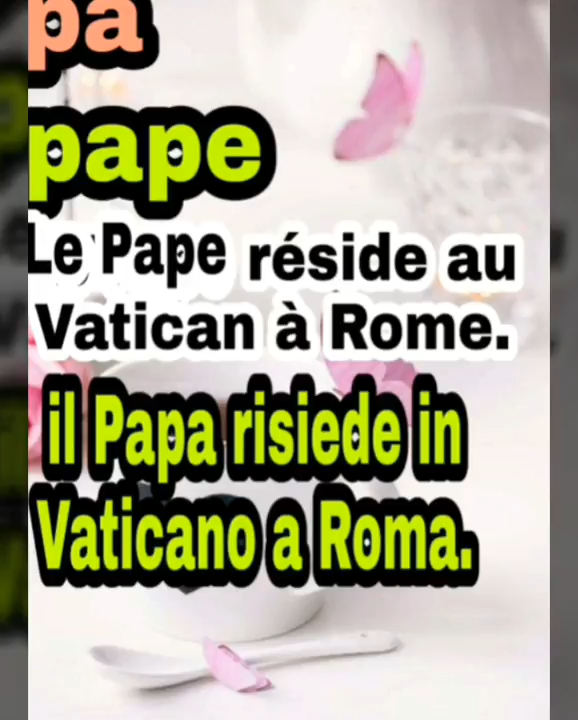 pa
pape
Le Pape réside au
Vatican à Rome.
il Papa risiede in
Vaticano a Roma.